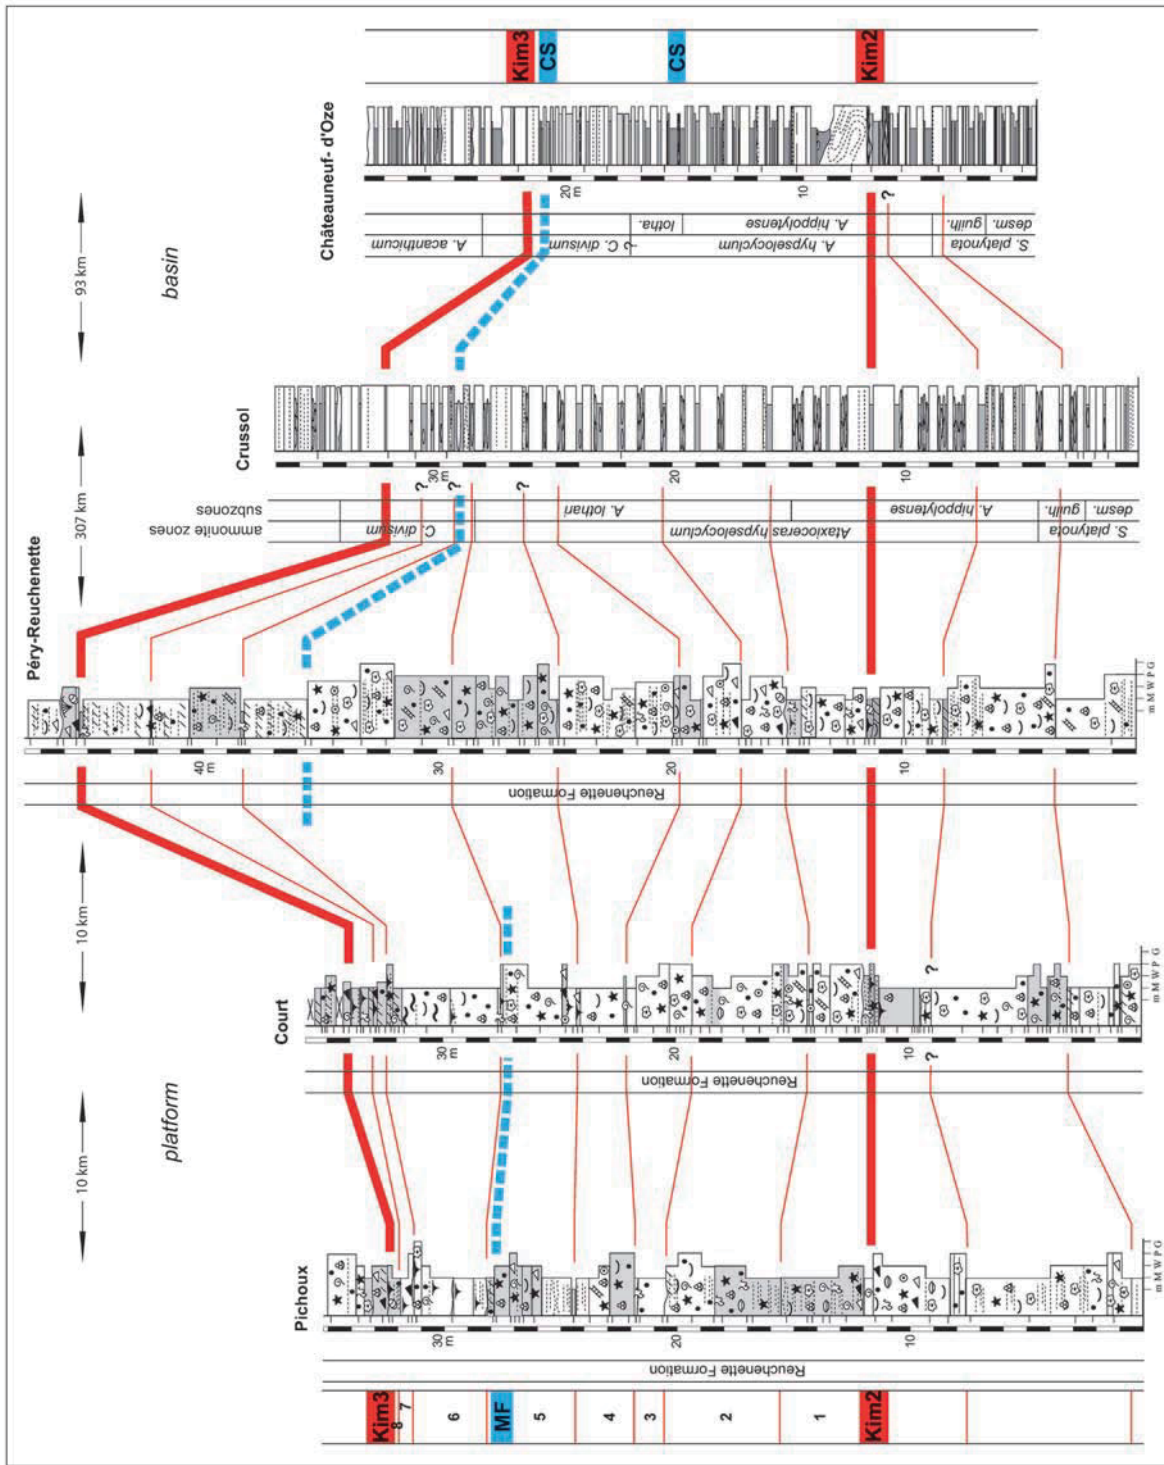 Châteauneuf- d'Oze
Kim3
CS
CS
Kim2
20
m
10
?
lotha.
A. hippolytense
guilh.
desm.
A. acanthicum
? C. divisum
A. hypselocyclum
S. platynota
93 km
basin
Crussol
30
m
20
10
?
?
?
subzones
A. lothari
A. hippolytense
guilh.
desm.
ammonite zones
C. divisum
Ataxioceras hypselocyclum
S. platynota
307 km
Péry-Reuchenette
m M W P G
40
m
30
20
10
Reuchenette Formation
10 km
Court
m M W P G
?
30
m
20
10
?
Reuchenette Formation
platform
10 km
Pichoux
m M W P G
30
m
20
10
Reuchenette Formation
Kim3
8
7
6
MF
5
4
3
2
1
Kim2